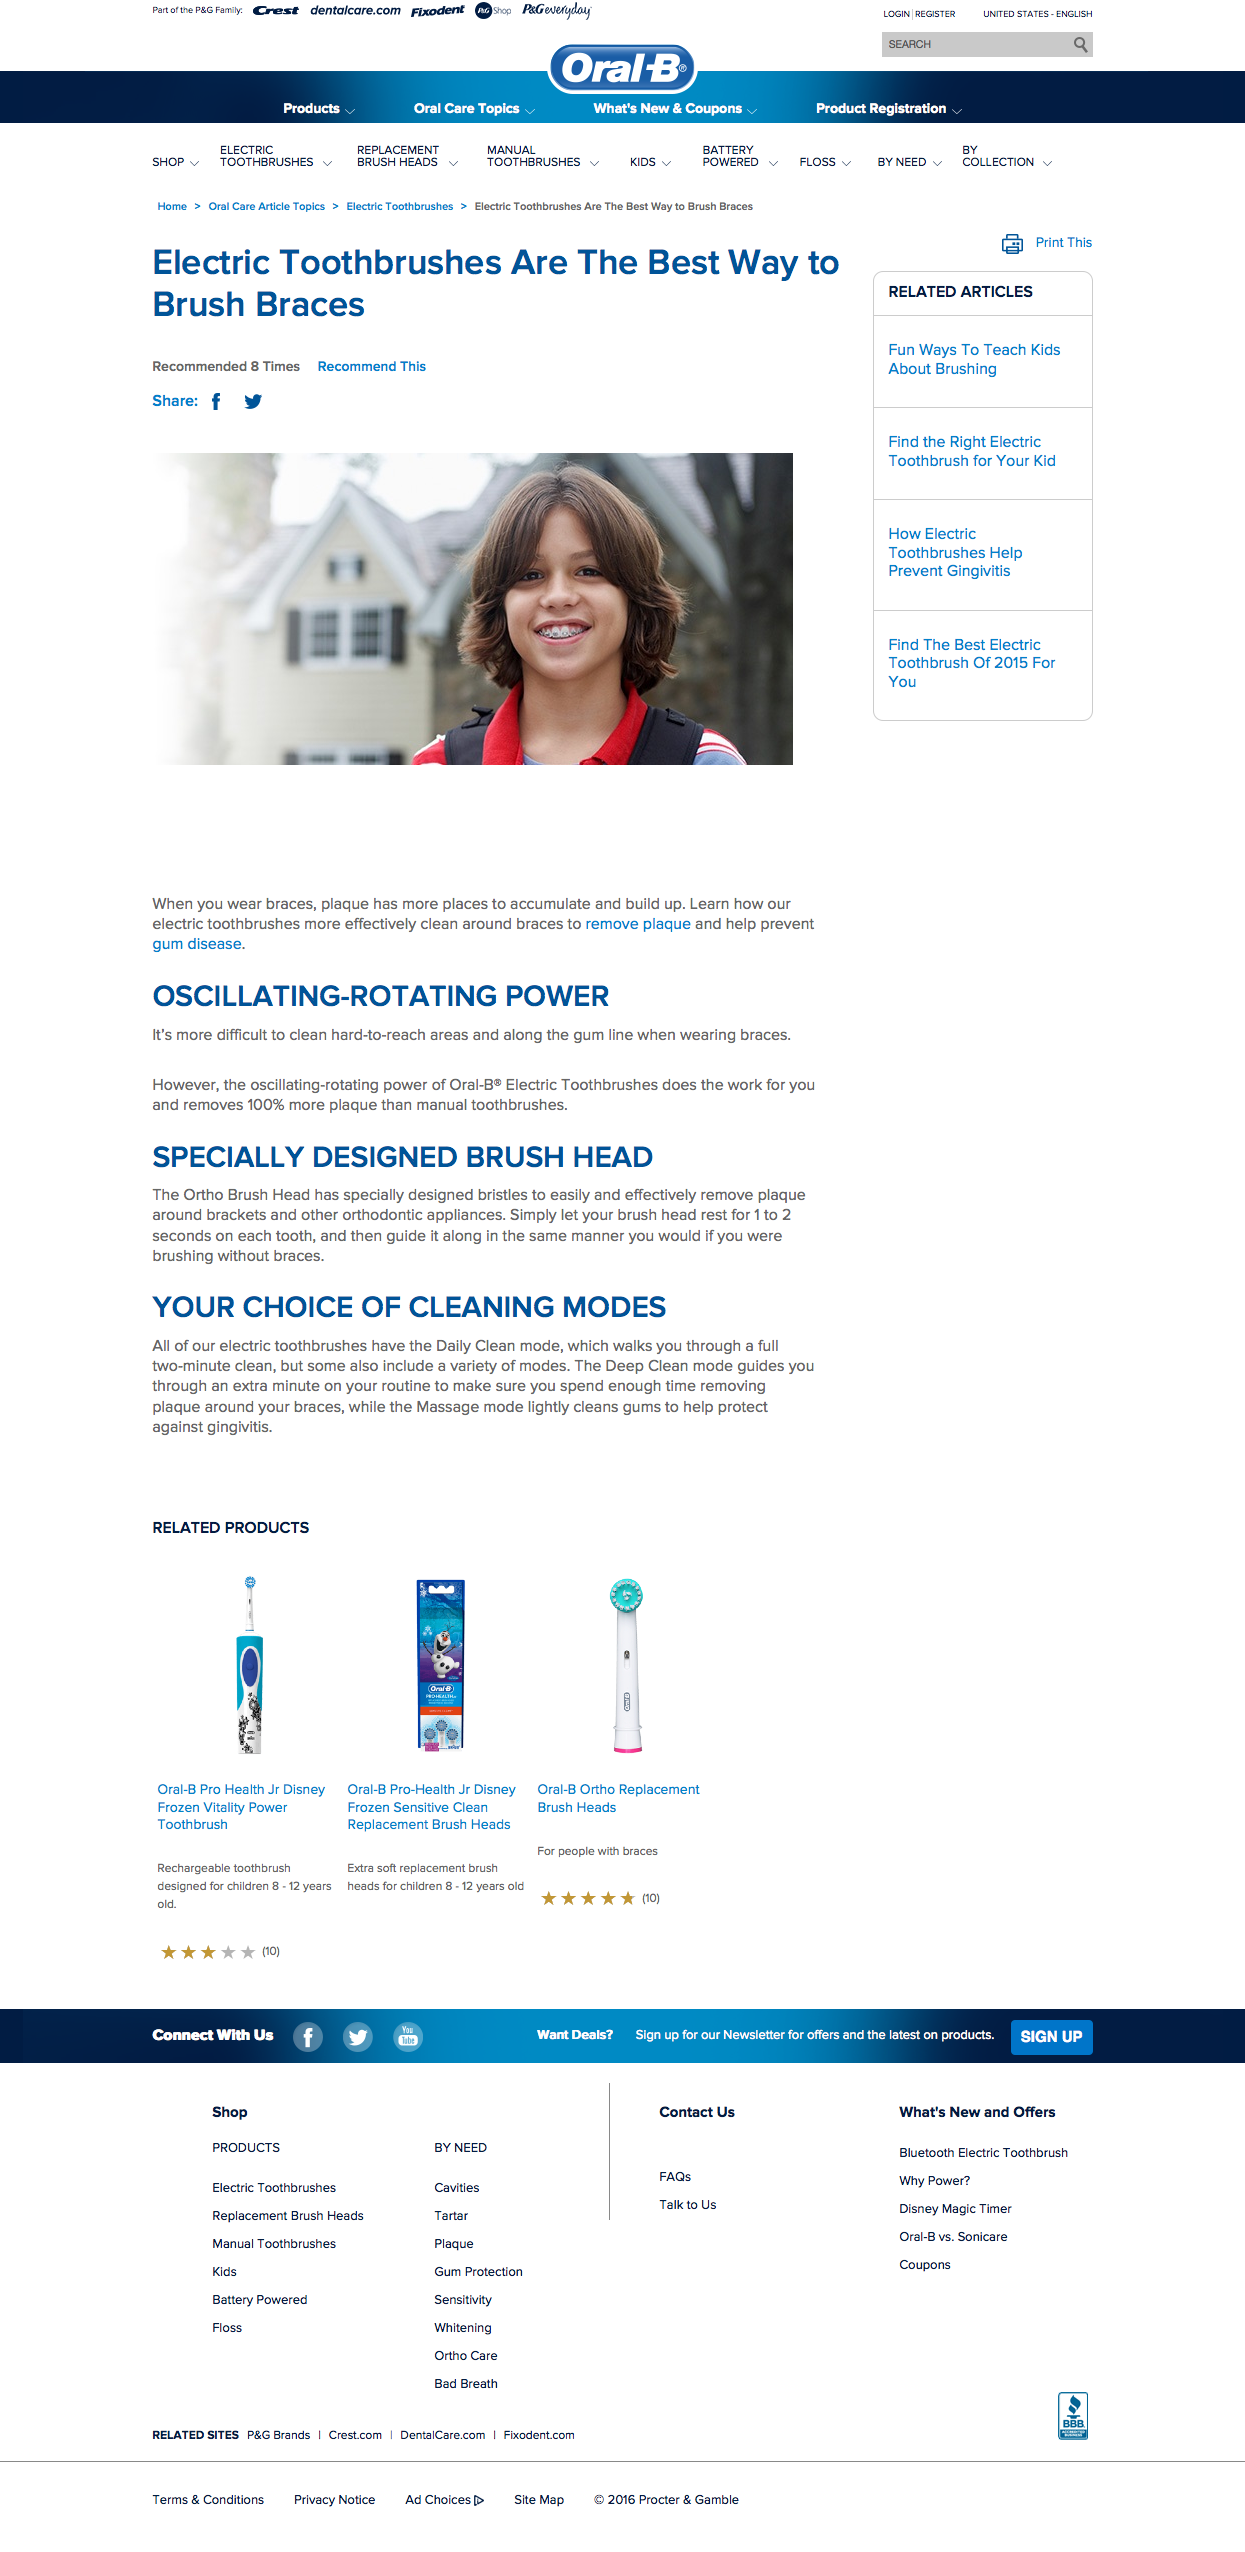 Part of the P&G Family:
Crest
dentalcare.com
Fixodent
P&G Shop
P&G everyday
LOGIN | REGISTER
UNITED STATES - ENGLISH
SEARCH
Oral-B®
Products
Oral Care Topics
What's New & Coupons
Product Registration
SHOP
ELECTRIC
TOOTHBRUSHES
REPLACEMENT
BRUSH HEADS
MANUAL
TOOTHBRUSHES
KIDS
BATTERY
POWERED
FLOSS
BY NEED
BY
COLLECTION
Home > Oral Care Article Topics > Electric Toothbrushes > Electric Toothbrushes Are The Best Way to Brush Braces
Print This
Electric Toothbrushes Are The Best Way to
Brush Braces
Recommended 8 Times Recommend This
Share:
RELATED ARTICLES
Fun Ways To Teach Kids
About Brushing
Find the Right Electric
Toothbrush for Your Kid
How Electric
Toothbrushes Help
Prevent Gingivitis
Find The Best Electric
Toothbrush Of 2015 For
You
When you wear braces, plaque has more places to accumulate and build up. Learn how our
electric toothbrushes more effectively clean around braces to remove plaque and help prevent
gum disease.
OSCILLATING-ROTATING POWER
It's more difficult to clean hard-to-reach areas and along the gum line when wearing braces.
However, the oscillating-rotating power of Oral-B® Electric Toothbrushes does the work for you
and removes 100% more plaque than manual toothbrushes.
SPECIALLY DESIGNED BRUSH HEAD
The Ortho Brush Head has specially designed bristles to easily and effectively remove plaque
around brackets and other orthodontic appliances. Simply let your brush head rest for 1 to 2
seconds on each tooth, and then guide it along in the same manner you would if you were
brushing without braces.
YOUR CHOICE OF CLEANING MODES
All of our electric toothbrushes have the Daily Clean mode, which walks you through a full
two-minute clean, but some also include a variety of modes. The Deep Clean mode guides you
through an extra minute on your routine to make sure you spend enough time removing
plaque around your braces, while the Massage mode lightly cleans gums to help protect
against gingivitis.
RELATED PRODUCTS
Oral-B
PRO-HEALTH
Oral-B
Oral-B Pro Health Jr Disney
Frozen Vitality Power
Toothbrush
Rechargeable toothbrush
designed for children 8 - 12 years
old.
(10)
Oral-B Pro-Health Jr Disney
Frozen Sensitive Clean
Replacement Brush Heads
Extra soft replacement brush
heads for children 8 - 12 years old
Oral-B Ortho Replacement
Brush Heads
For people with braces
(10)
Connect With Us
You
Tube
Want Deals? Sign up for our Newsletter for offers and the latest on products.
SIGN UP
Shop
PRODUCTS
Electric Toothbrushes
Replacement Brush Heads
Manual Toothbrushes
Kids
Battery Powered
Floss
BY NEED
Cavities
Tartar
Plaque
Gum Protection
Sensitivity
Whitening
Ortho Care
Bad Breath
Contact Us
FAQs
Talk to Us
What's New and Offers
Bluetooth Electric Toothbrush
Why Power?
Disney Magic Timer
Oral-B vs. Sonicare
Coupons
BBB
RELATED SITES P&G Brands | Crest.com | DentalCare.com | Fixodent.com
Terms & Conditions Privacy Notice Ad Choices Site Map © 2016 Procter & Gamble